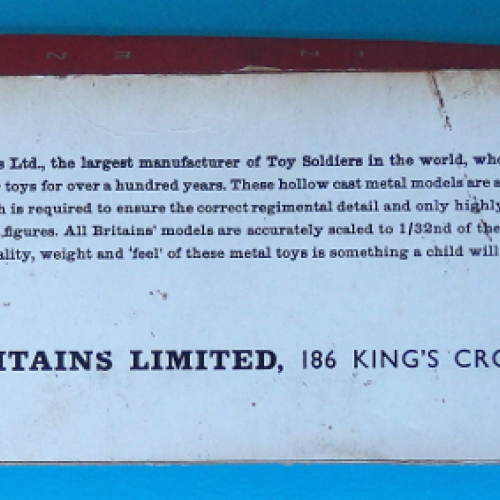 s Ltd., the largest manufacturer of Toy Soldiers in the world, who
toys for over a hundred years. These hollow cast metal models are a
h is required to ensure the correct regimental detail and only highly
figures. All Britains' models are accurately scaled to 1/32nd of the
ality, weight and 'feel' of these metal toys is something a child will
ITAINS LIMITED, 186 KING'S CRO